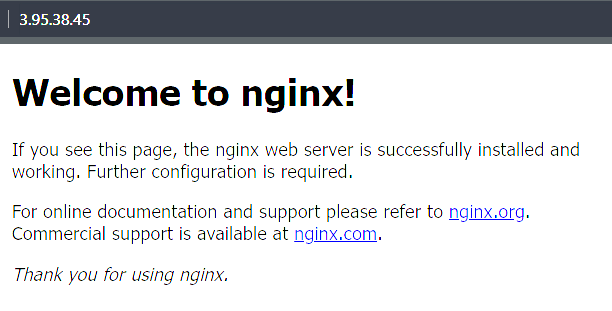 3.95.38.45
Welcome to nginx!
If you see this page, the nginx web server is successfully installed and
working. Further configuration is required.
For online documentation and support please refer to nginx.org.
Commercial support is available at nginx.com.
Thank you for using nginx.